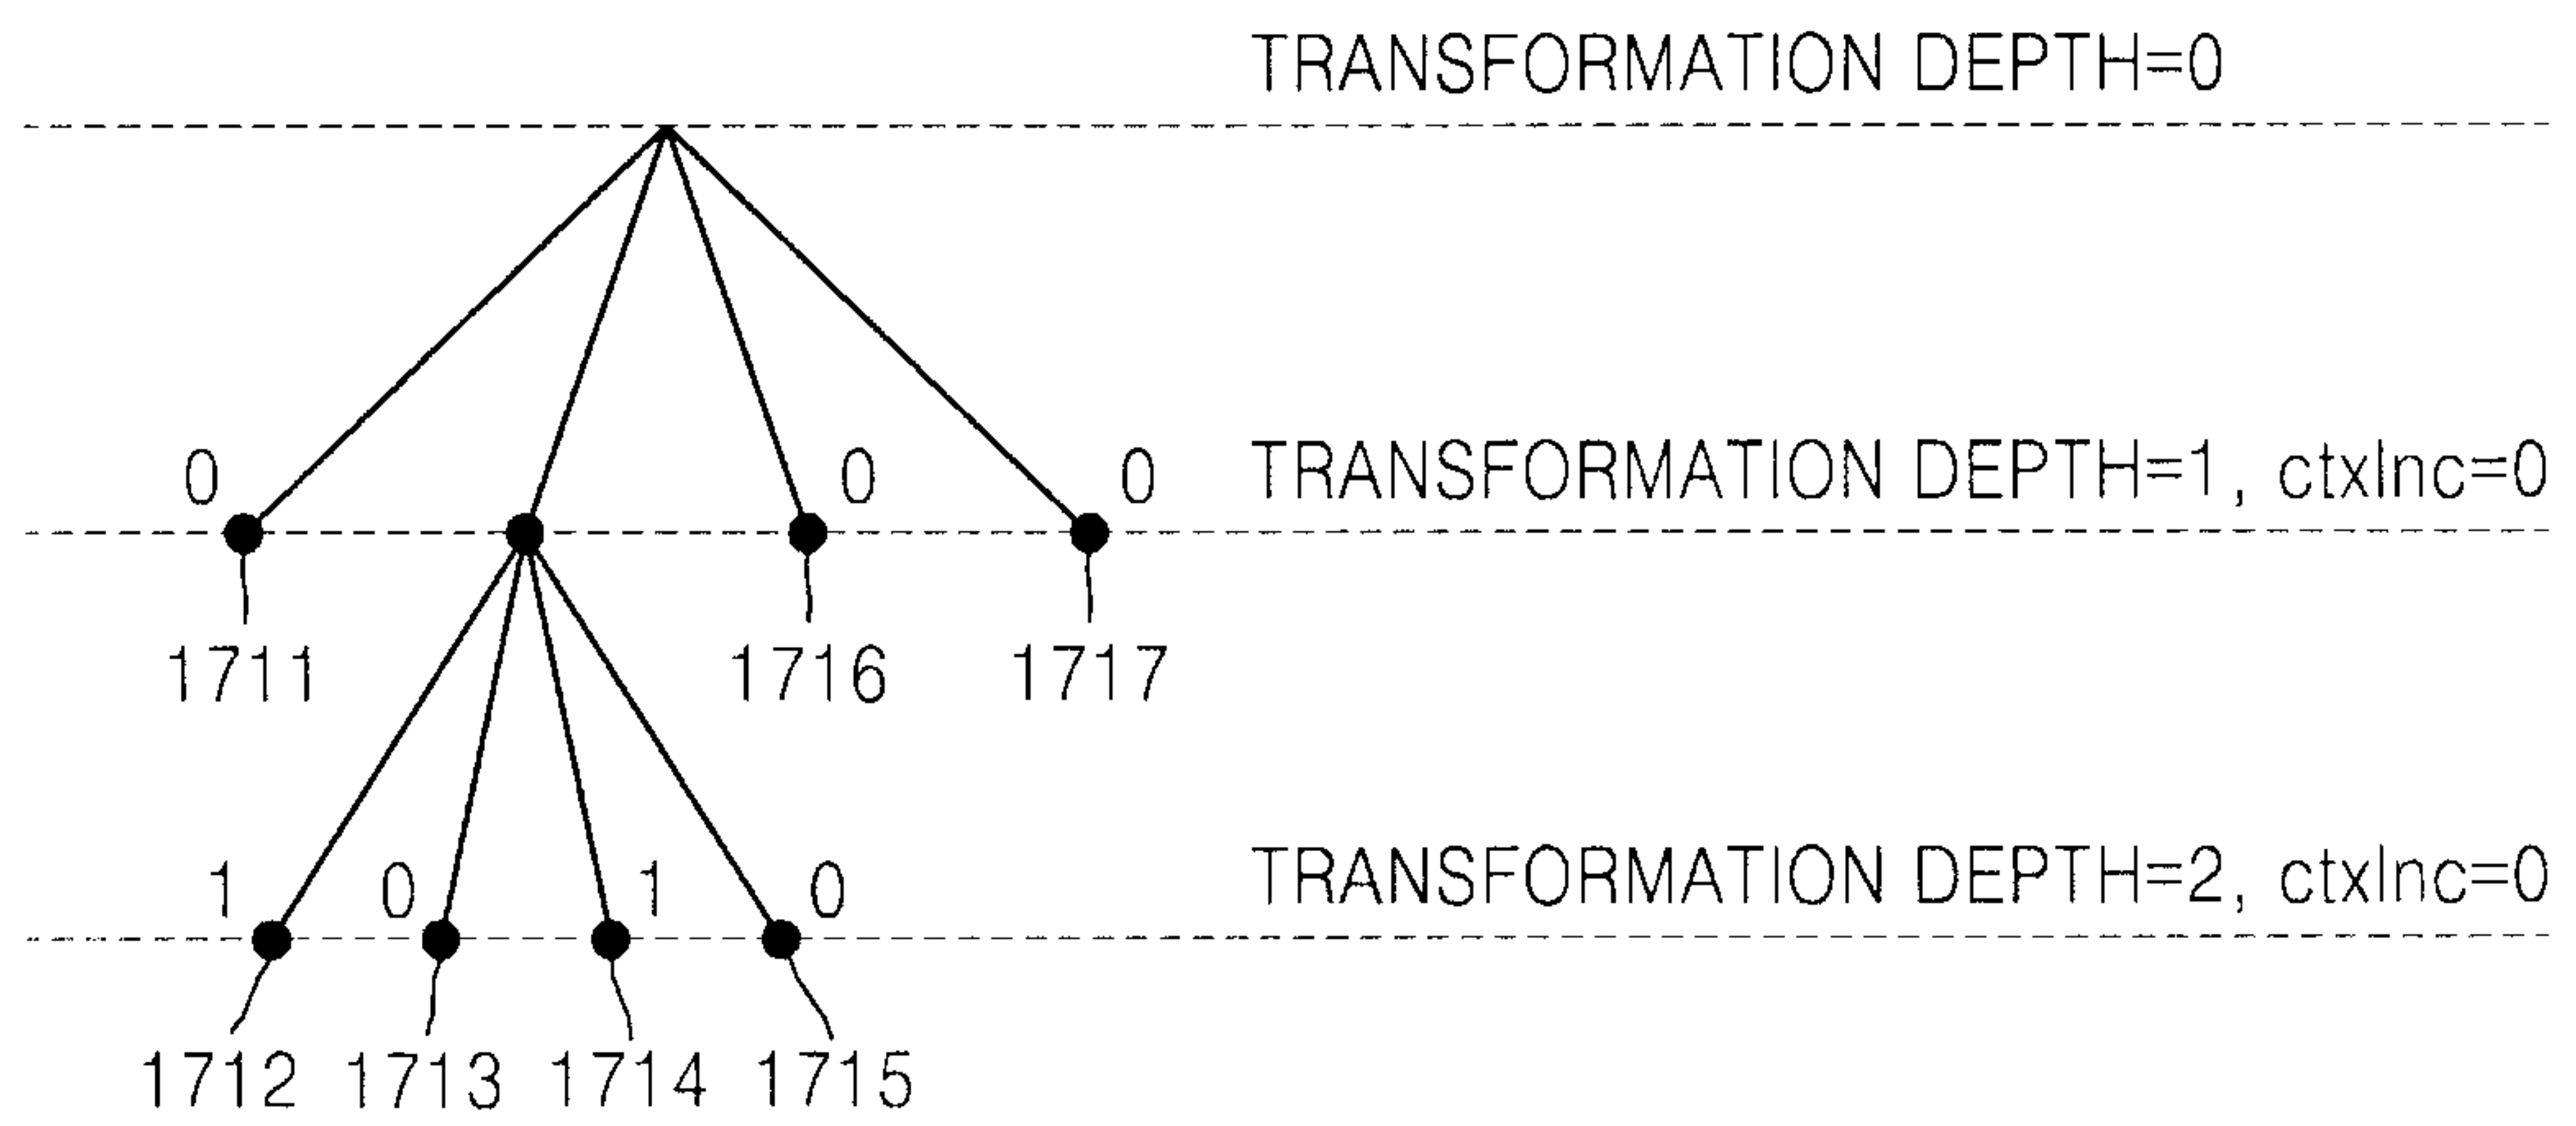 TRANSFORMATION DEPTH=0
0 0 0 TRANSFORMATION DEPTH=1, ctxInc=0
1711 1716 1717
1 0 1 0 TRANSFORMATION DEPTH=2, ctxInc=0
1712 1713 1714 1715